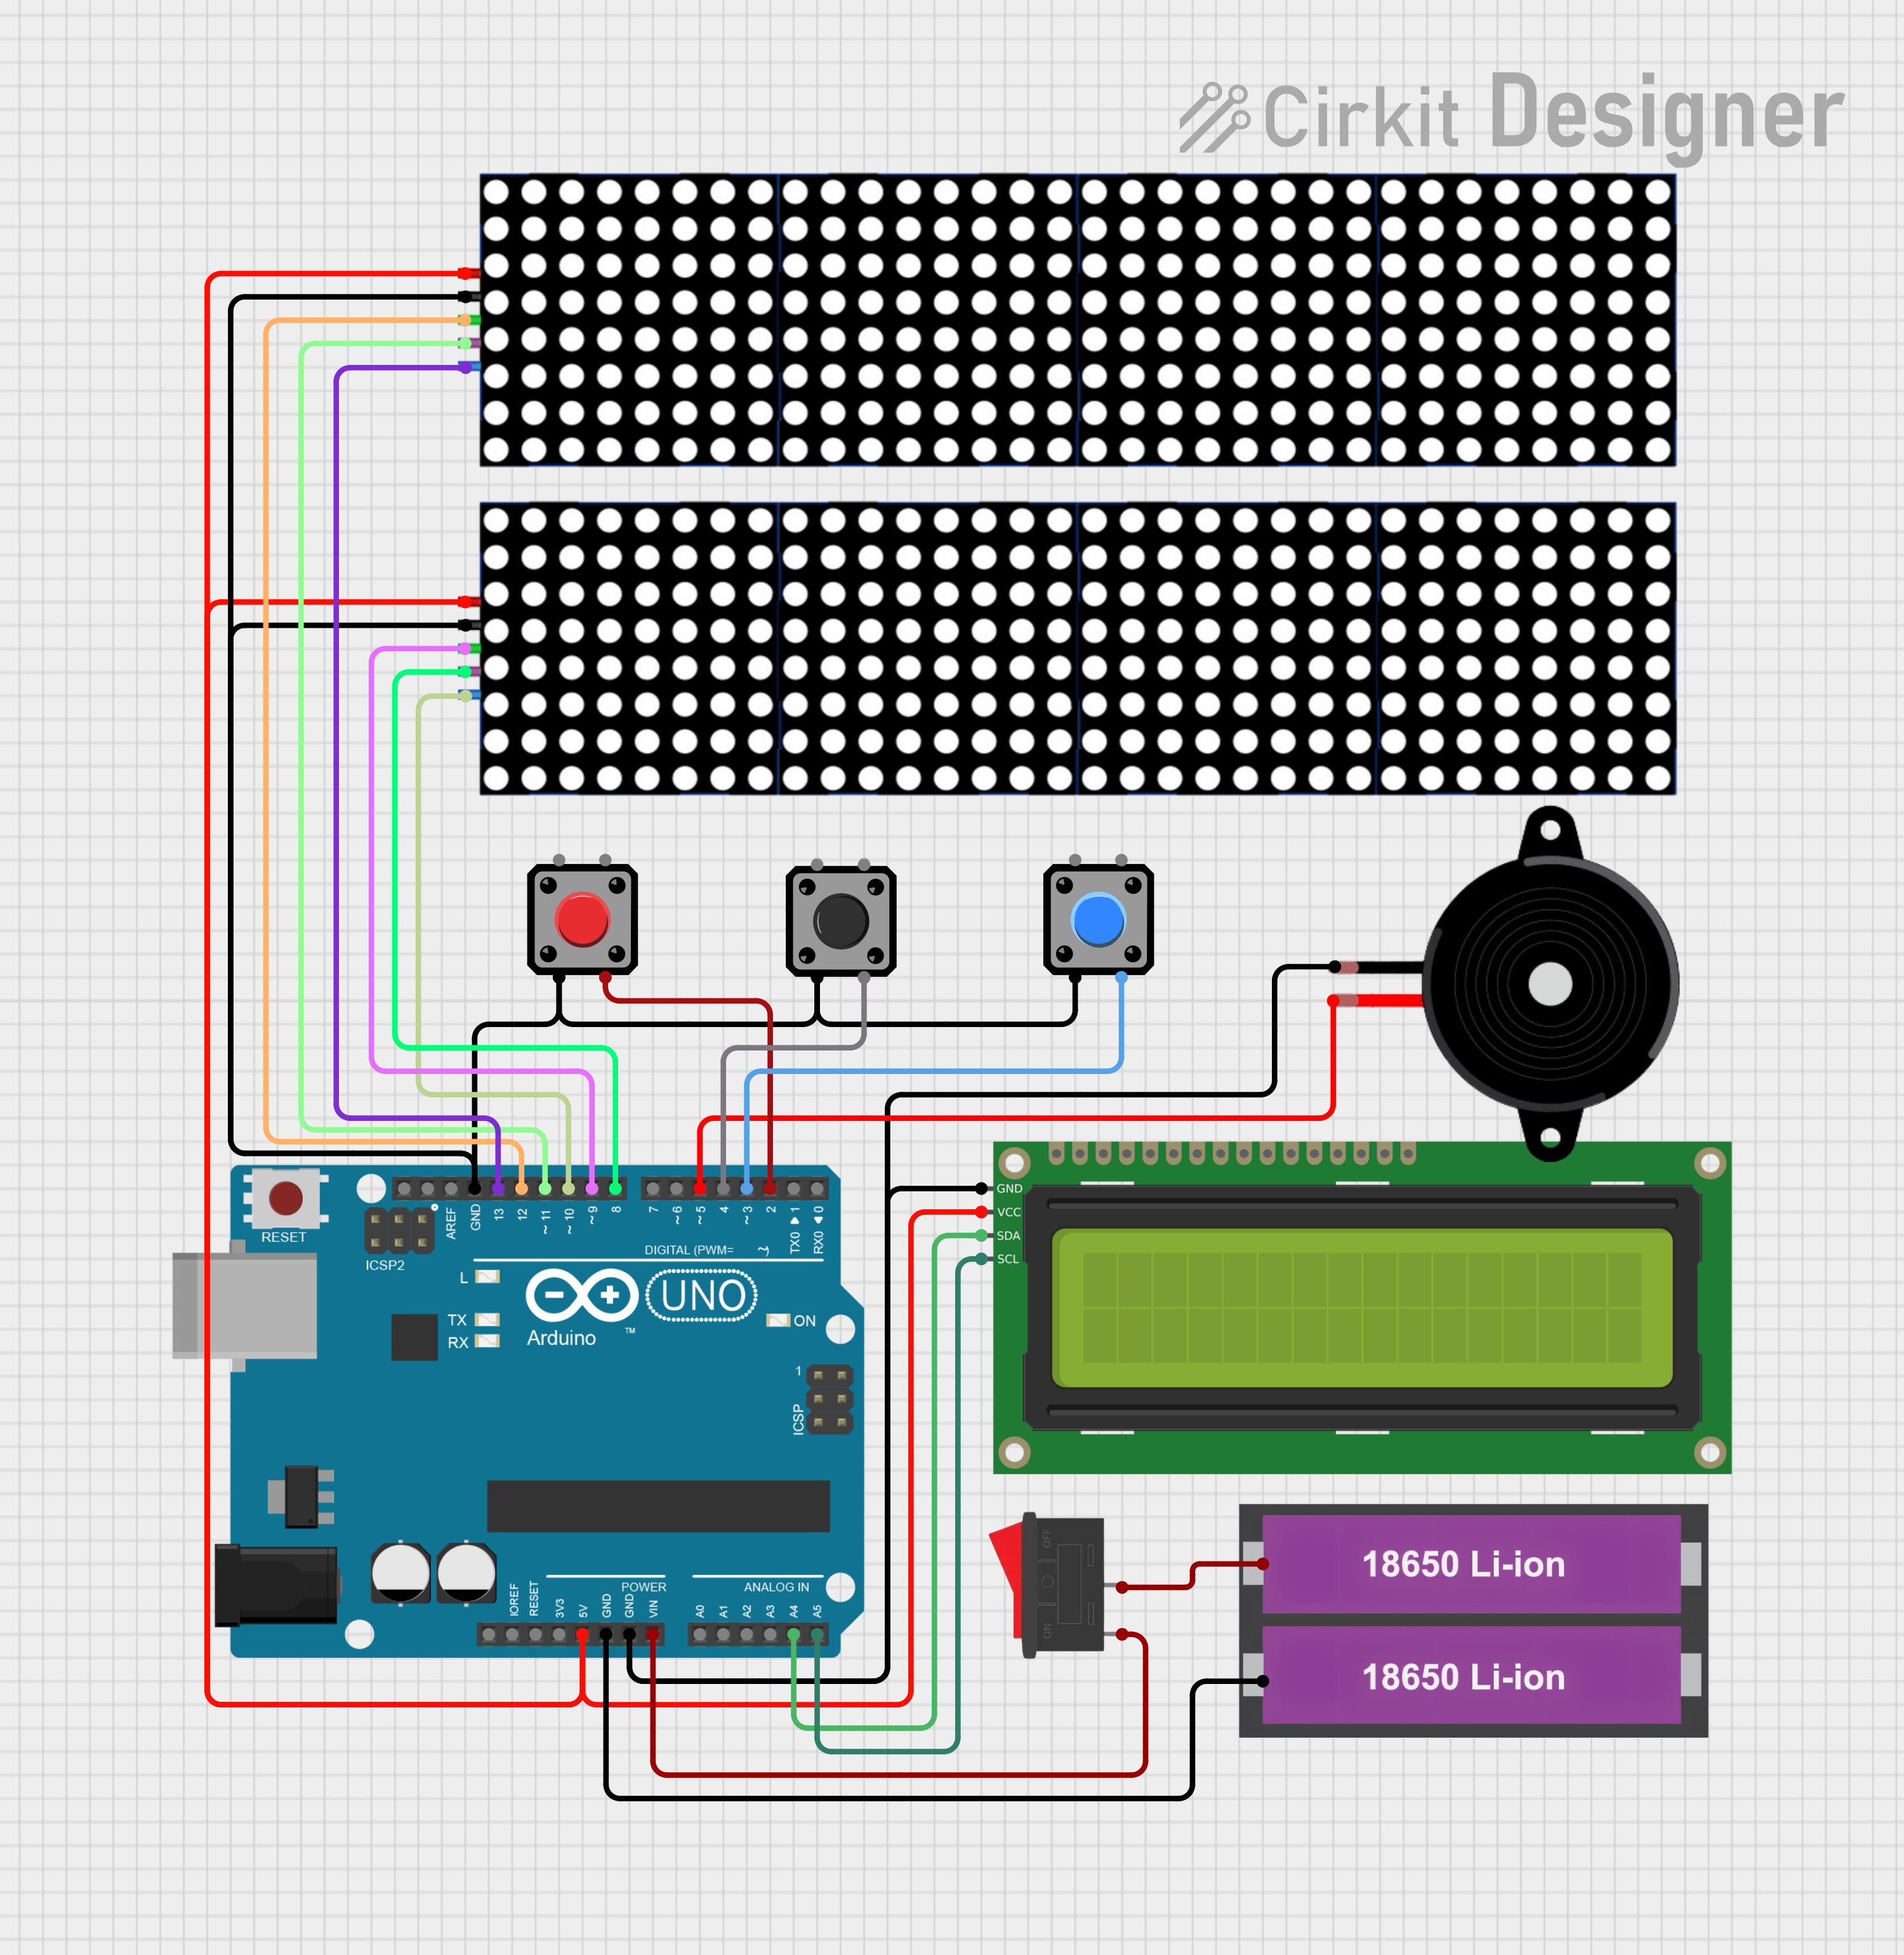 Cirkit Designer
RESET
ICSP2
AREF
GND
13
12
~ 11
~ 10
~ 9
8
7
~ 6
~ 5
4
~ 3
2
TX0 ▶ 1
RX0 ◀ 0
DIGITAL (PWM= ~)
L
TX
RX
UNO
ON
Arduino
™
1
ICSP
GND
VCC
SDA
SCL
IOREF
RESET
3V3
5V
GND
GND
VIN
POWER
ANALOG IN
A0
A1
A2
A3
A4
A5
OFF
ON
18650 Li-ion
18650 Li-ion